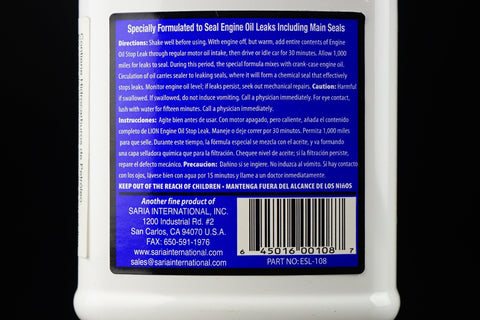 Specially Formulated to Seal Engine Oil Leaks Including Main Seals
Directions: Shake well before using. With engine off, but warm, add entire contents of Engine
Oil Stop Leak through regular motor oil intake, then drive or idle car for 30 minutes. Allow 1,000
miles for leaks to seal. During this period, the special formula mixes with crank-case engine oil.
Circulation of oil carries sealer to leaking seals, where it will form a chemical seal that effectively
stops leaks. Monitor engine oil level; if leaks persist, seek out mechanical repairs. Caution: Harmful
if swallowed. If swallowed, do not induce vomiting. Call a physician immediately. For eye contact,
lush with water for fifteen minutes. Call a physician immediately.
Instrucciones: Agite bien antes de usar. Con motor apagado, pero caliente, añada el contenido
completo de LION Engine Oil Stop Leak. Maneje o deje correr por 30 minutos. Permita 1,000 miles
para que selle. Durante este tiempo, la fórmula especial se mezcla con el aceite, y va formando
una capa selladora química que para la filtración. Chequee nivel de aceite; si la filtración persiste,
repare el defecto mecánico. Precaucion: Dañino si se ingiere. No induzca al vómito. Si hay contacto
con los ojos, lávese bien con agua por 15 minutos y llame a un doctor inmediatamente.
KEEP OUT OF THE REACH OF CHILDREN • MANTENGA FUERA DEL ALCANCE DE LOS NIñOS
Another fine product of
SARIA INTERNATIONAL, INC.
1200 Industrial Rd. #2
San Carlos, CA 94070 U.S.A.
FAX: 650-591-1976
www.sariainternational.com
sales@sariainternational.com
6 45016 00108 7
PART NO: ESL-108